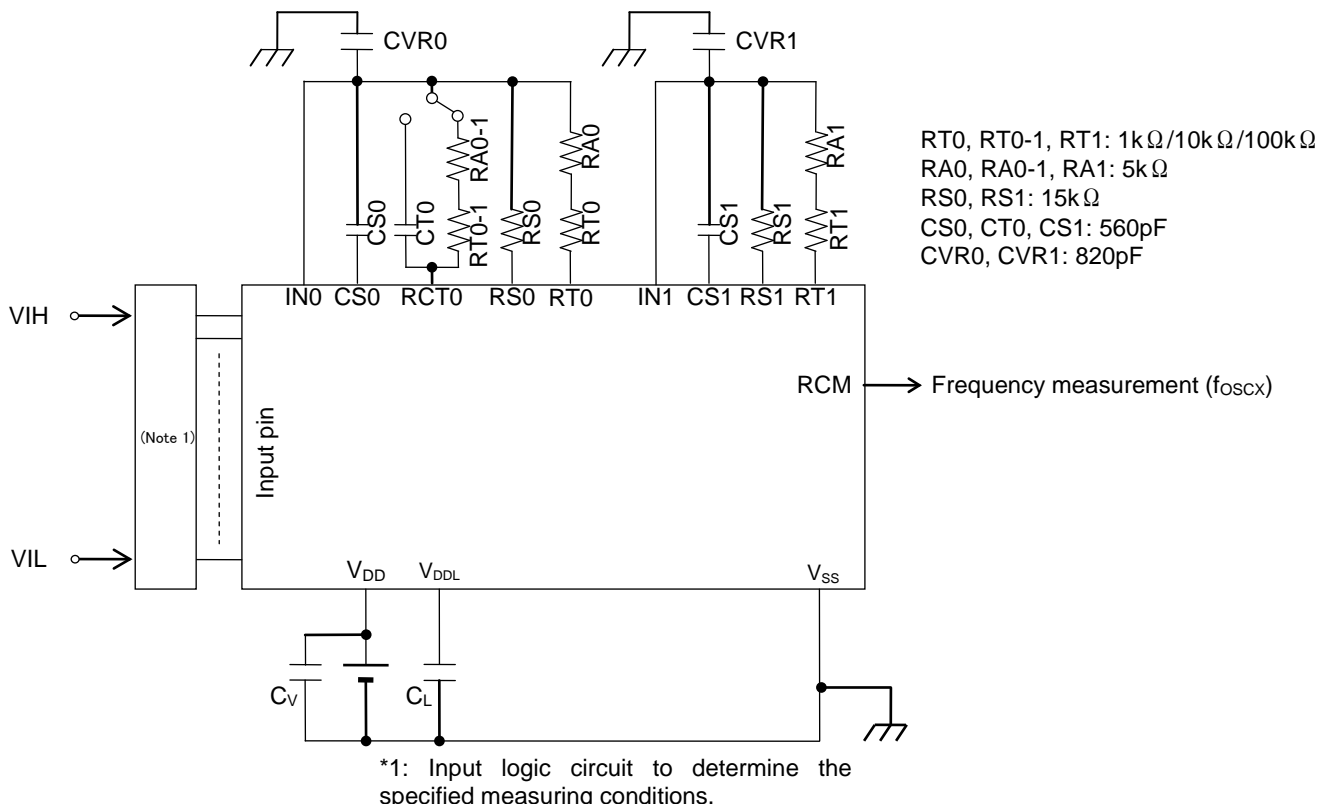 CVR0
CVR1
RA0-1
RA0
RA1
CS0
CT0
RT0-1
RS0
RT0
CS1
RS1
RT1
RT0, RT0-1, RT1: 1kΩ/10kΩ/100kΩ
RA0, RA0-1, RA1: 5kΩ
RS0, RS1: 15kΩ
CS0, CT0, CS1: 560pF
CVR0, CVR1: 820pF
IN0 CS0 RCT0 RS0 RT0
IN1 CS1 RS1 RT1
VIH
(Note 1)
Input pin
RCM
Frequency measurement (fOSCX)
VIL
VDD
VDDL
VSS
CV
CL
*1: Input logic circuit to determine the
specified measuring conditions.